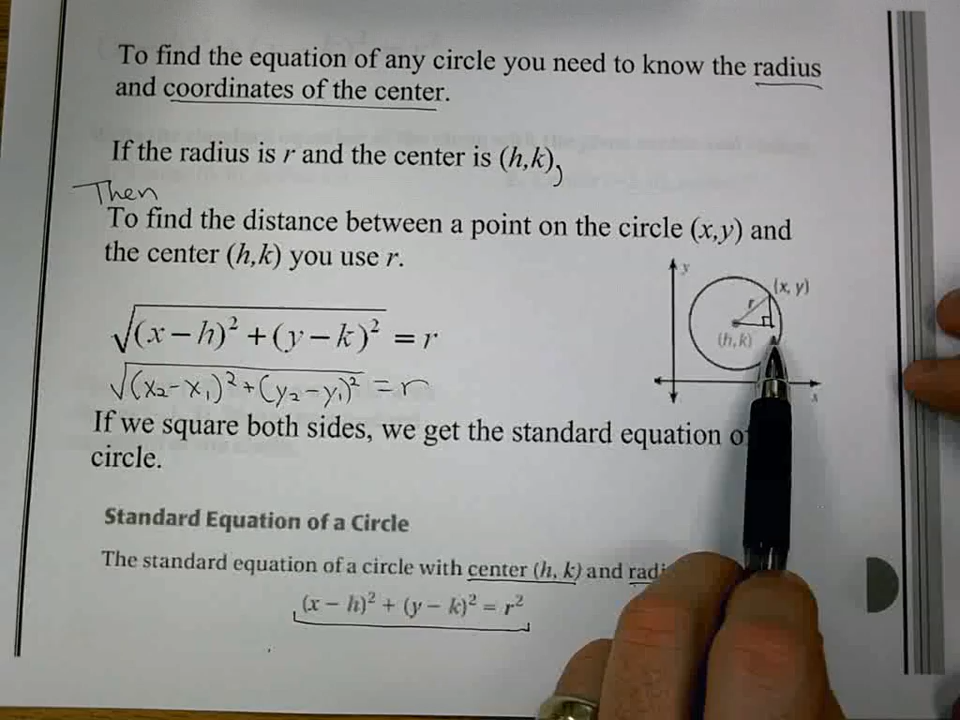 To find the equation of any circle you need to know the radius
and coordinates of the center.
If the radius is r and the center is (h,k),
Then
To find the distance between a point on the circle (x,y) and
the center (h,k) you use r.
y
(x, y)
r
(h, k)
x
√(x − h)² + (y − k)² = r
√(x₂-x₁)² + (y₂-y₁)² = r
If we square both sides, we get the standard equation
circle.
Standard Equation of a Circle
The standard equation of a circle with center (h, k) and
(x − h)² + (y − k)² = r²